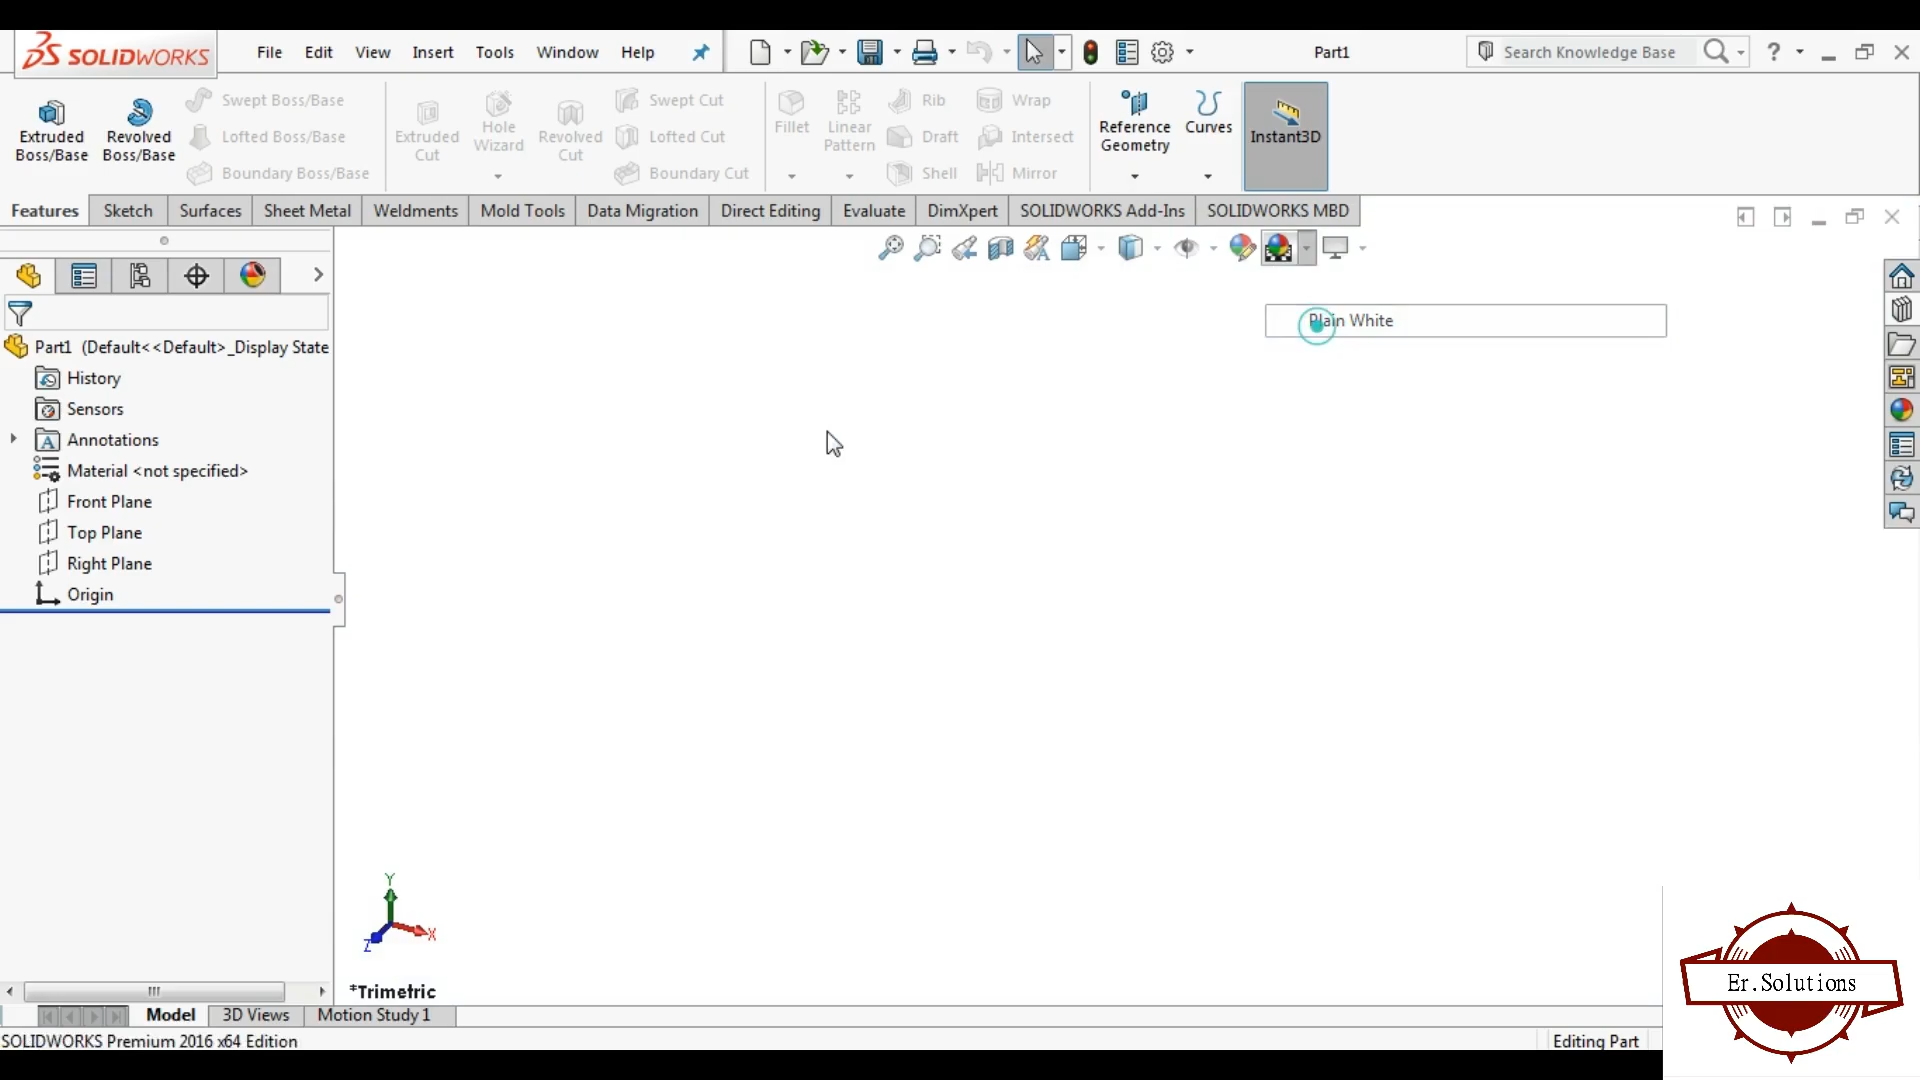 SOLIDWORKS
File Edit View Insert Tools Window Help
Part1
Search Knowledge Base
?
Extruded Boss/Base
Revolved Boss/Base
Swept Boss/Base
Lofted Boss/Base
Boundary Boss/Base
Extruded Cut
Hole Wizard
Revolved Cut
Swept Cut
Lofted Cut
Boundary Cut
Fillet
Linear Pattern
Rib
Draft
Shell
Wrap
Intersect
Mirror
Reference Geometry
Curves
Instant3D
Features Sketch Surfaces Sheet Metal Weldments Mold Tools Data Migration Direct Editing Evaluate DimXpert SOLIDWORKS Add-Ins SOLIDWORKS MBD
Plain White
Part1 (Default<<Default>_Display State
History
Sensors
Annotations
Material <not specified>
Front Plane
Top Plane
Right Plane
Origin
Y
X
Z
*Trimetric
Model 3D Views Motion Study 1
SOLIDWORKS Premium 2016 x64 Edition
Editing Part
Er.Solutions